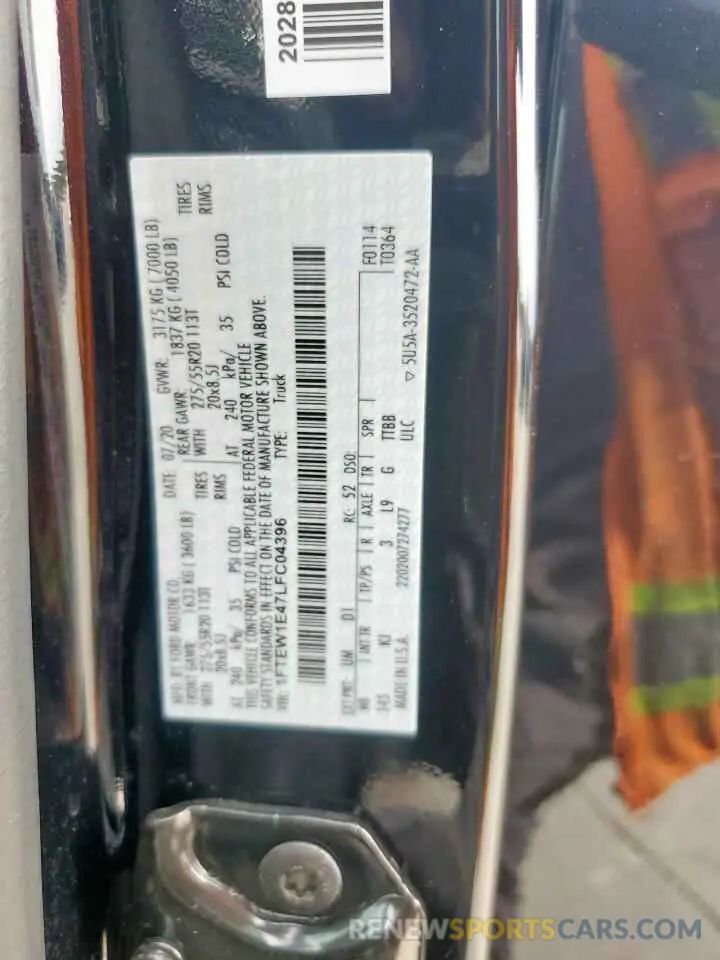 2028
MFD. BY FORD MOTOR CO.
DATE 07/20 GVWR: 3175 KG ( 7000 LB)
FRONT GAWR: 1633 KG ( 3600 LB) REAR GAWR: 1837 KG ( 4050 LB)
WITH 275/55R20 113T TIRES WITH 275/55R20 113T TIRES
20x8.5J RIMS 20x8.5J RIMS
AT 240 kPa/ 35 PSI COLD AT 240 kPa/ 35 PSI COLD
THIS VEHICLE CONFORMS TO ALL APPLICABLE FEDERAL MOTOR VEHICLE
SAFETY STANDARDS IN EFFECT ON THE DATE OF MANUFACTURE SHOWN ABOVE.
VIN: 1FTEW1E47LFC04396 TYPE: Truck
EXT PNT: UM D1 RC: 52 DSO: F0114
WB INT TR TP/PS R AXLE TR SPR T0364
145 KJ 3 L9 G TTBB
MADE IN U.S.A. 2202007274277 ULC ▽ 5U5A-3520472-AA
RENEWSPORTSCARS.COM